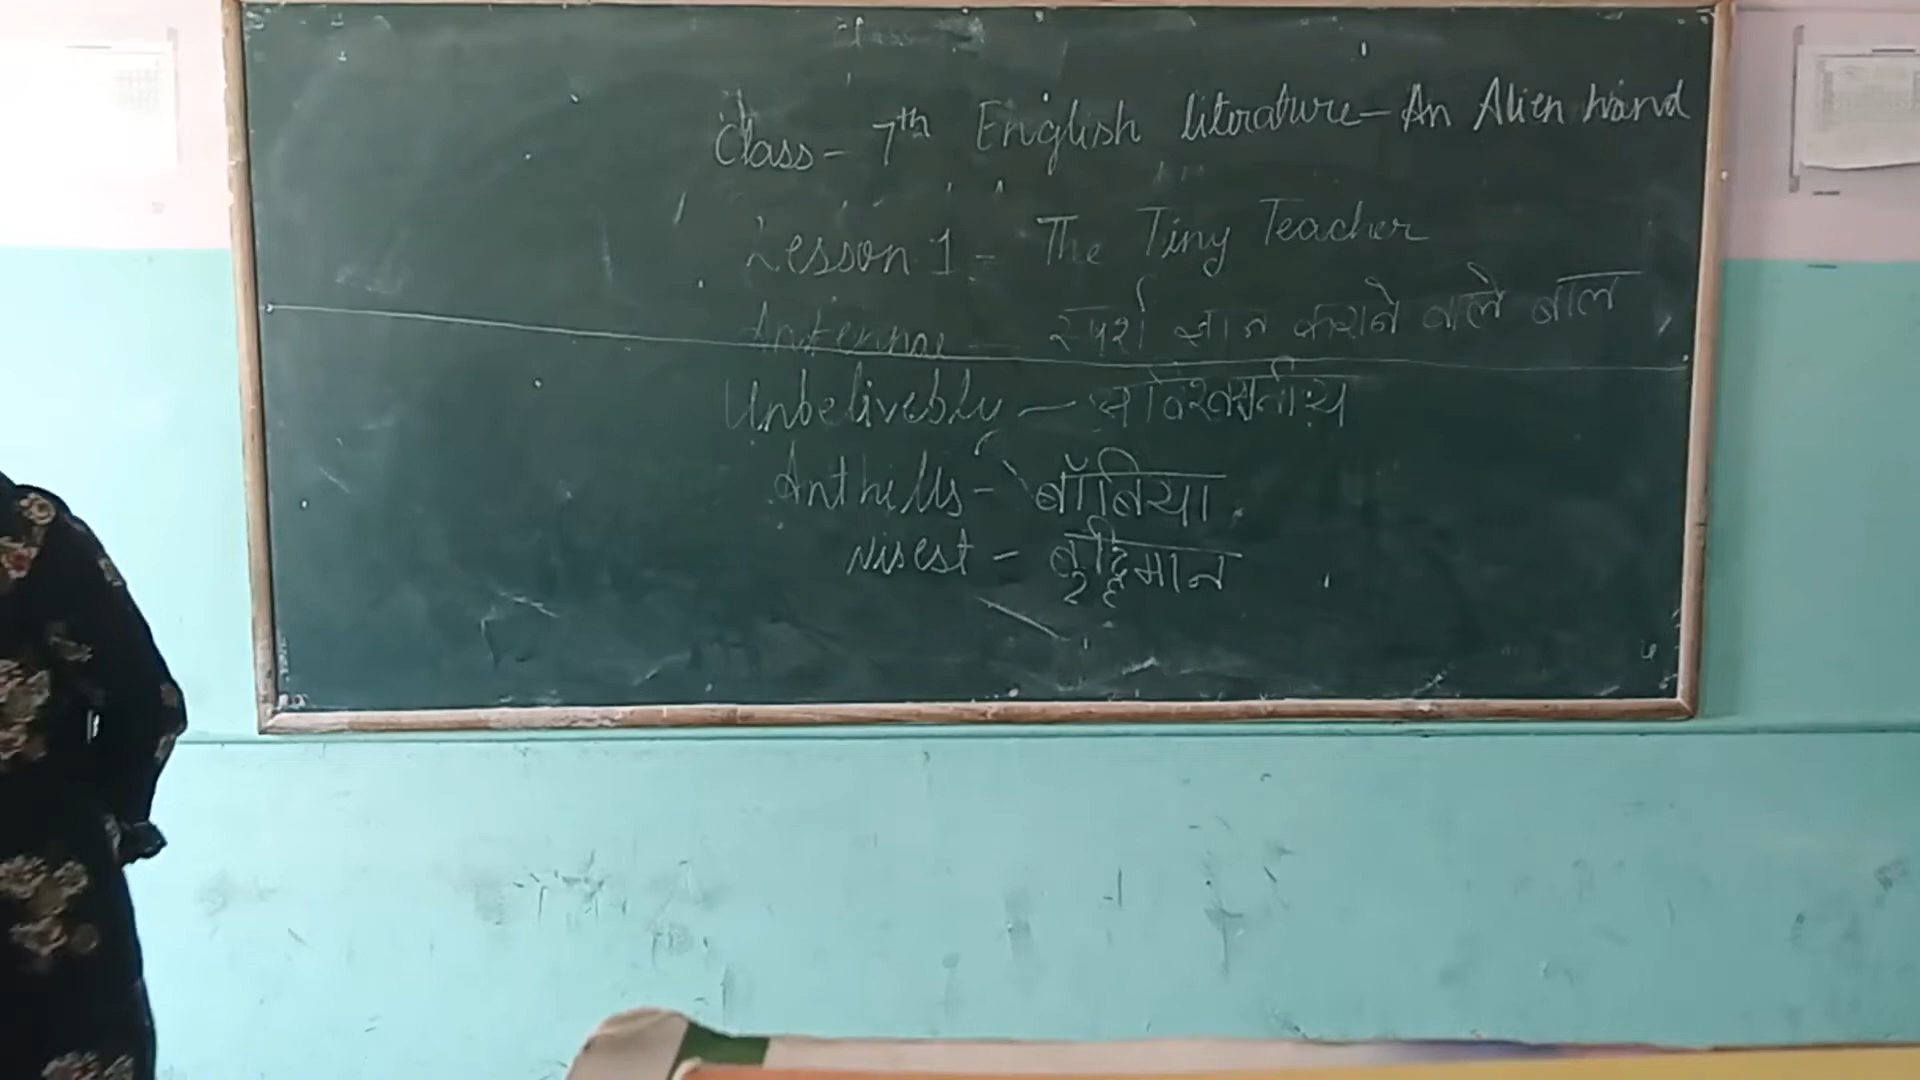 Class - 7th English literature - An Alien Hand
Lesson 1 - The Tiny Teacher
Antennae - स्पर्श ज्ञान कराने वाले बाल
Unbelivebly - अविश्वसनीय
Anthills - बाँबिया
Wisest - बुद्धिमान